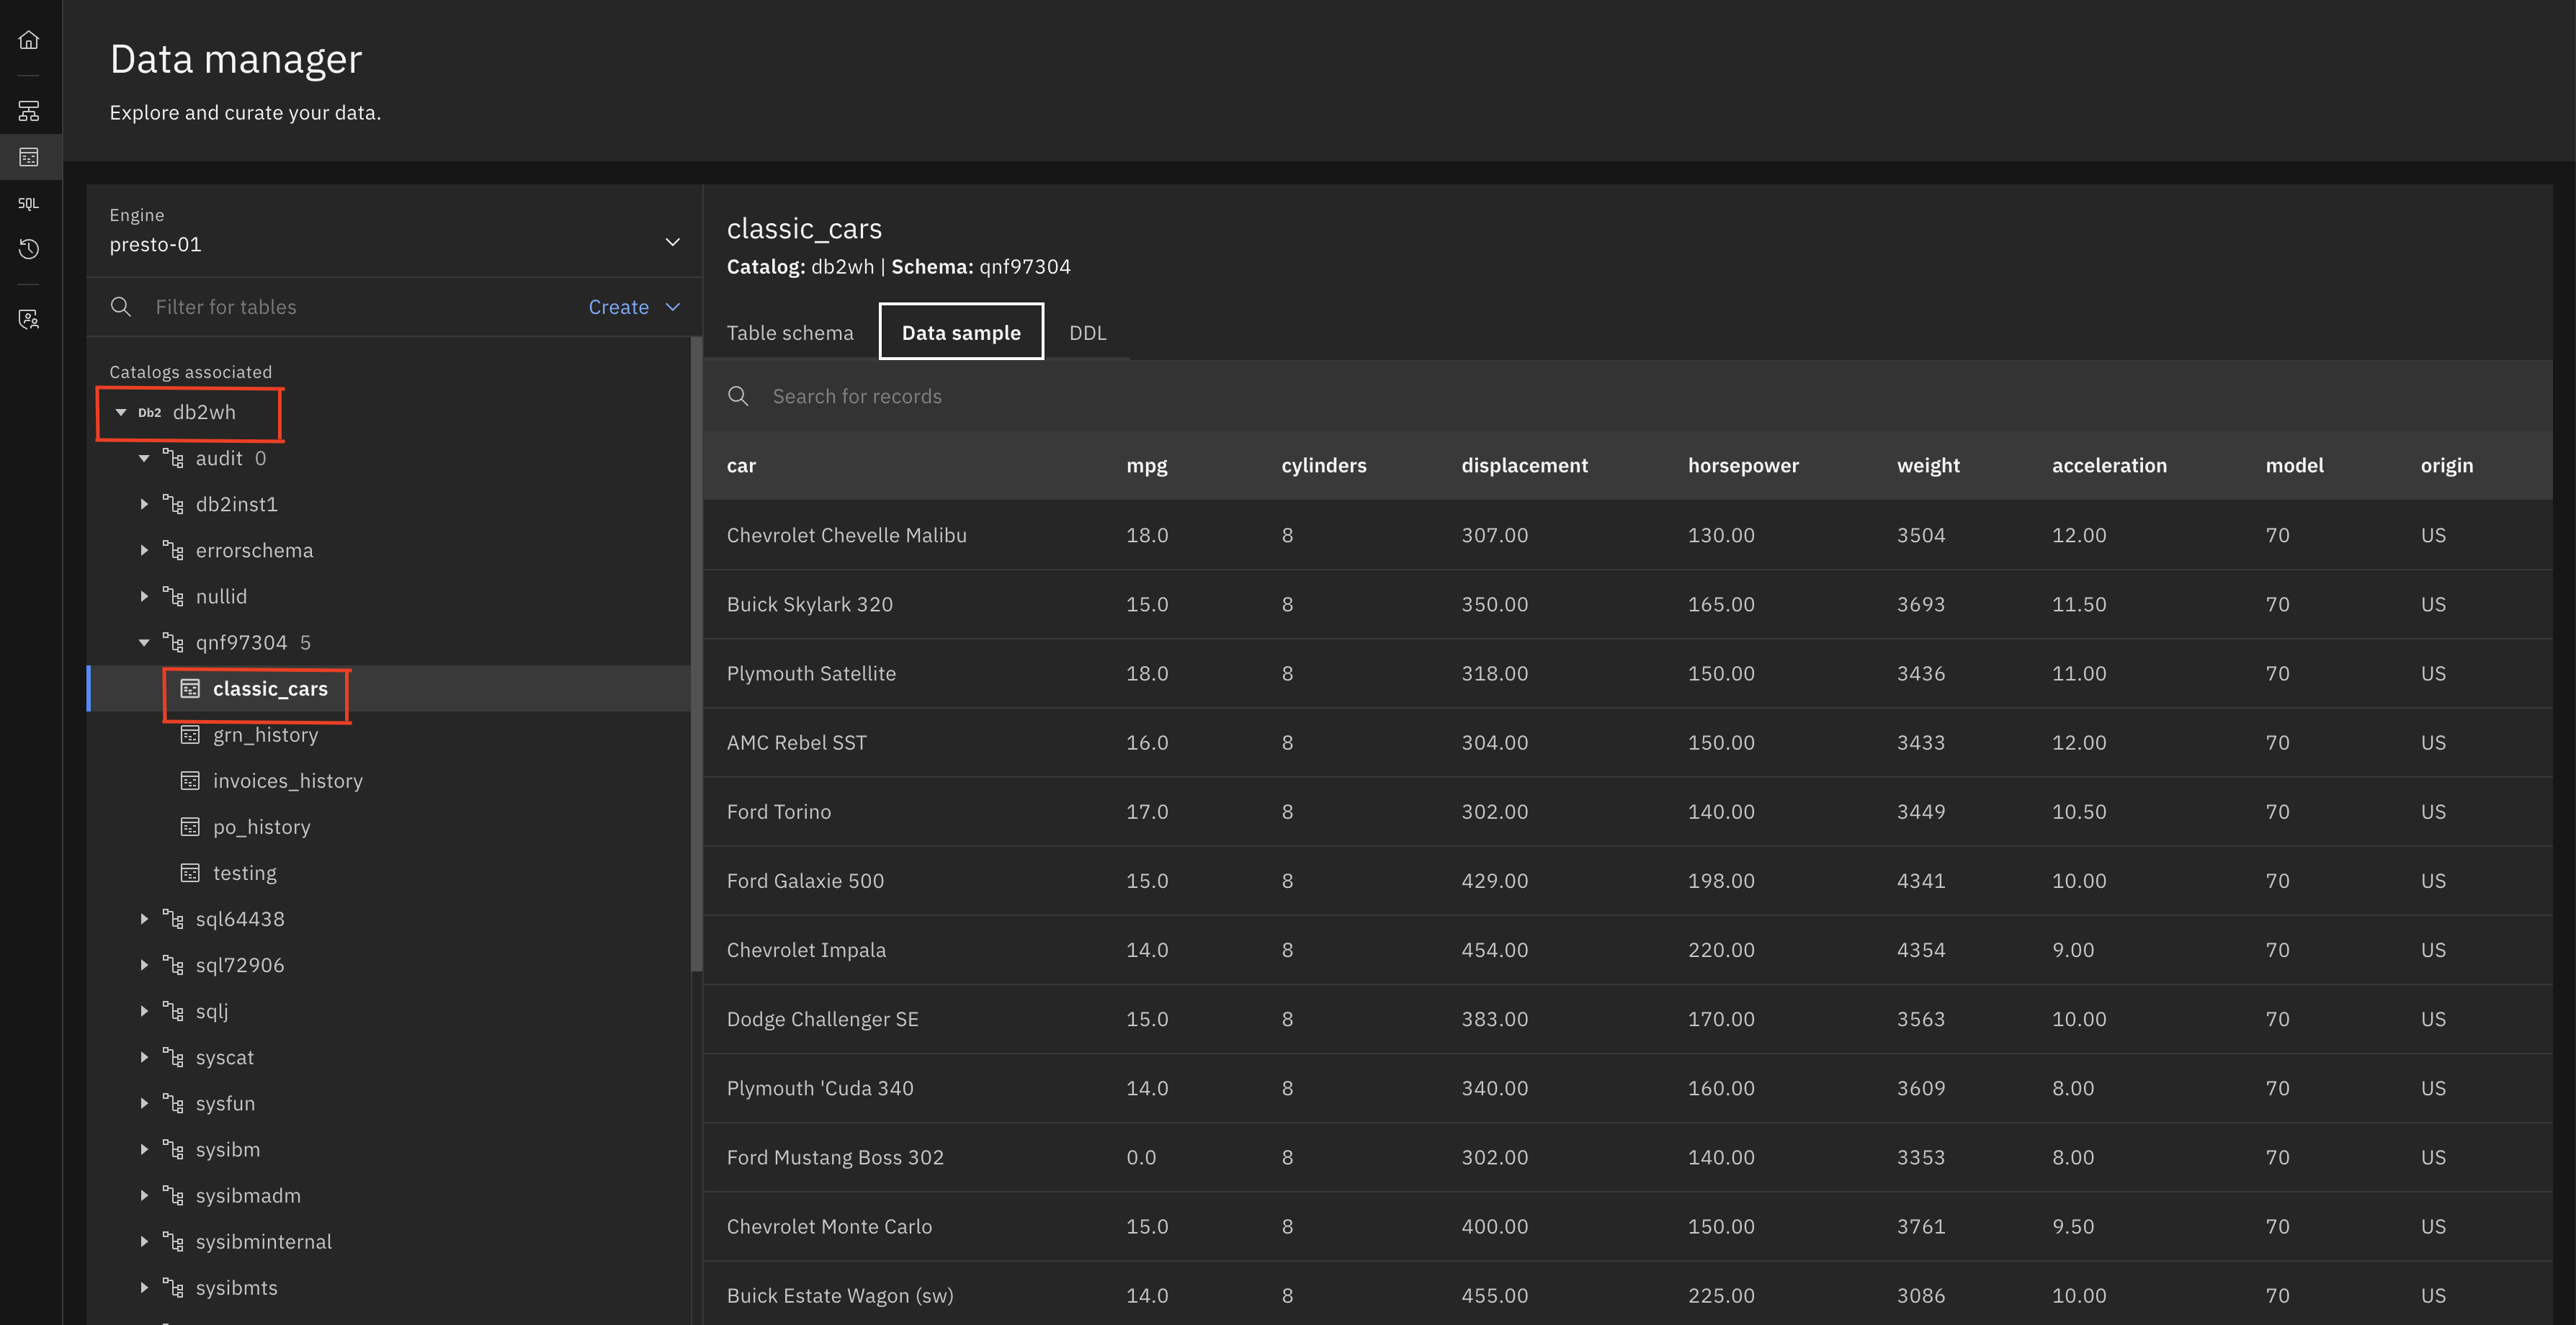 Data manager
Explore and curate your data.
SQL
Engine
presto-01
Filter for tables Create
Catalogs associated
Db2 db2wh
audit 0
db2inst1
errorschema
nullid
qnf97304 5
classic_cars
grn_history
invoices_history
po_history
testing
sql64438
sql72906
sqlj
syscat
sysfun
sysibm
sysibmadm
sysibminternal
sysibmts
classic_cars
Catalog: db2wh | Schema: qnf97304
Table schema Data sample DDL
Search for records
car mpg cylinders displacement horsepower weight acceleration model origin
Chevrolet Chevelle Malibu 18.0 8 307.00 130.00 3504 12.00 70 US
Buick Skylark 320 15.0 8 350.00 165.00 3693 11.50 70 US
Plymouth Satellite 18.0 8 318.00 150.00 3436 11.00 70 US
AMC Rebel SST 16.0 8 304.00 150.00 3433 12.00 70 US
Ford Torino 17.0 8 302.00 140.00 3449 10.50 70 US
Ford Galaxie 500 15.0 8 429.00 198.00 4341 10.00 70 US
Chevrolet Impala 14.0 8 454.00 220.00 4354 9.00 70 US
Dodge Challenger SE 15.0 8 383.00 170.00 3563 10.00 70 US
Plymouth 'Cuda 340 14.0 8 340.00 160.00 3609 8.00 70 US
Ford Mustang Boss 302 0.0 8 302.00 140.00 3353 8.00 70 US
Chevrolet Monte Carlo 15.0 8 400.00 150.00 3761 9.50 70 US
Buick Estate Wagon (sw) 14.0 8 455.00 225.00 3086 10.00 70 US